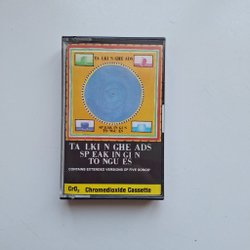 TA LKI N GHE ADS
SP EAK IN GI N
TO NGU ES
CONTAINS EXTENDED VERSIONS OF FIVE SONGS*
CrO₂ Chromedioxide Cassette